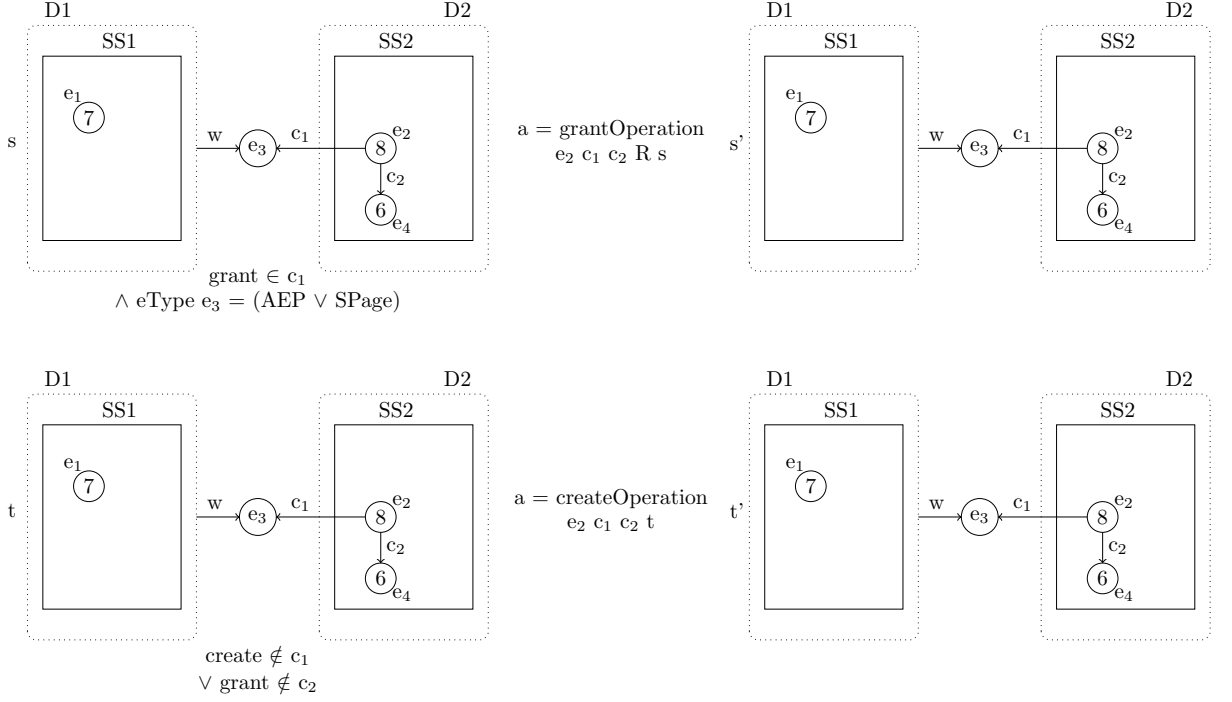 D1 D2 D1 D2
SS1 SS2 SS1 SS2
e₁ 7 e₁ 7
s w e₃ c₁ 8 e₂ a = grantOperation s’ w e₃ c₁ 8 e₂
e₂ c₁ c₂ R s
c₂ c₂
6 e₄ 6 e₄
grant ∈ c₁
∧ eType e₃ = (AEP ∨ SPage)
D1 D2 D1 D2
SS1 SS2 SS1 SS2
e₁ 7 e₁ 7
t w e₃ c₁ 8 e₂ a = createOperation t’ w e₃ c₁ 8 e₂
e₂ c₁ c₂ t
c₂ c₂
6 e₄ 6 e₄
create ∉ c₁
∨ grant ∉ c₂